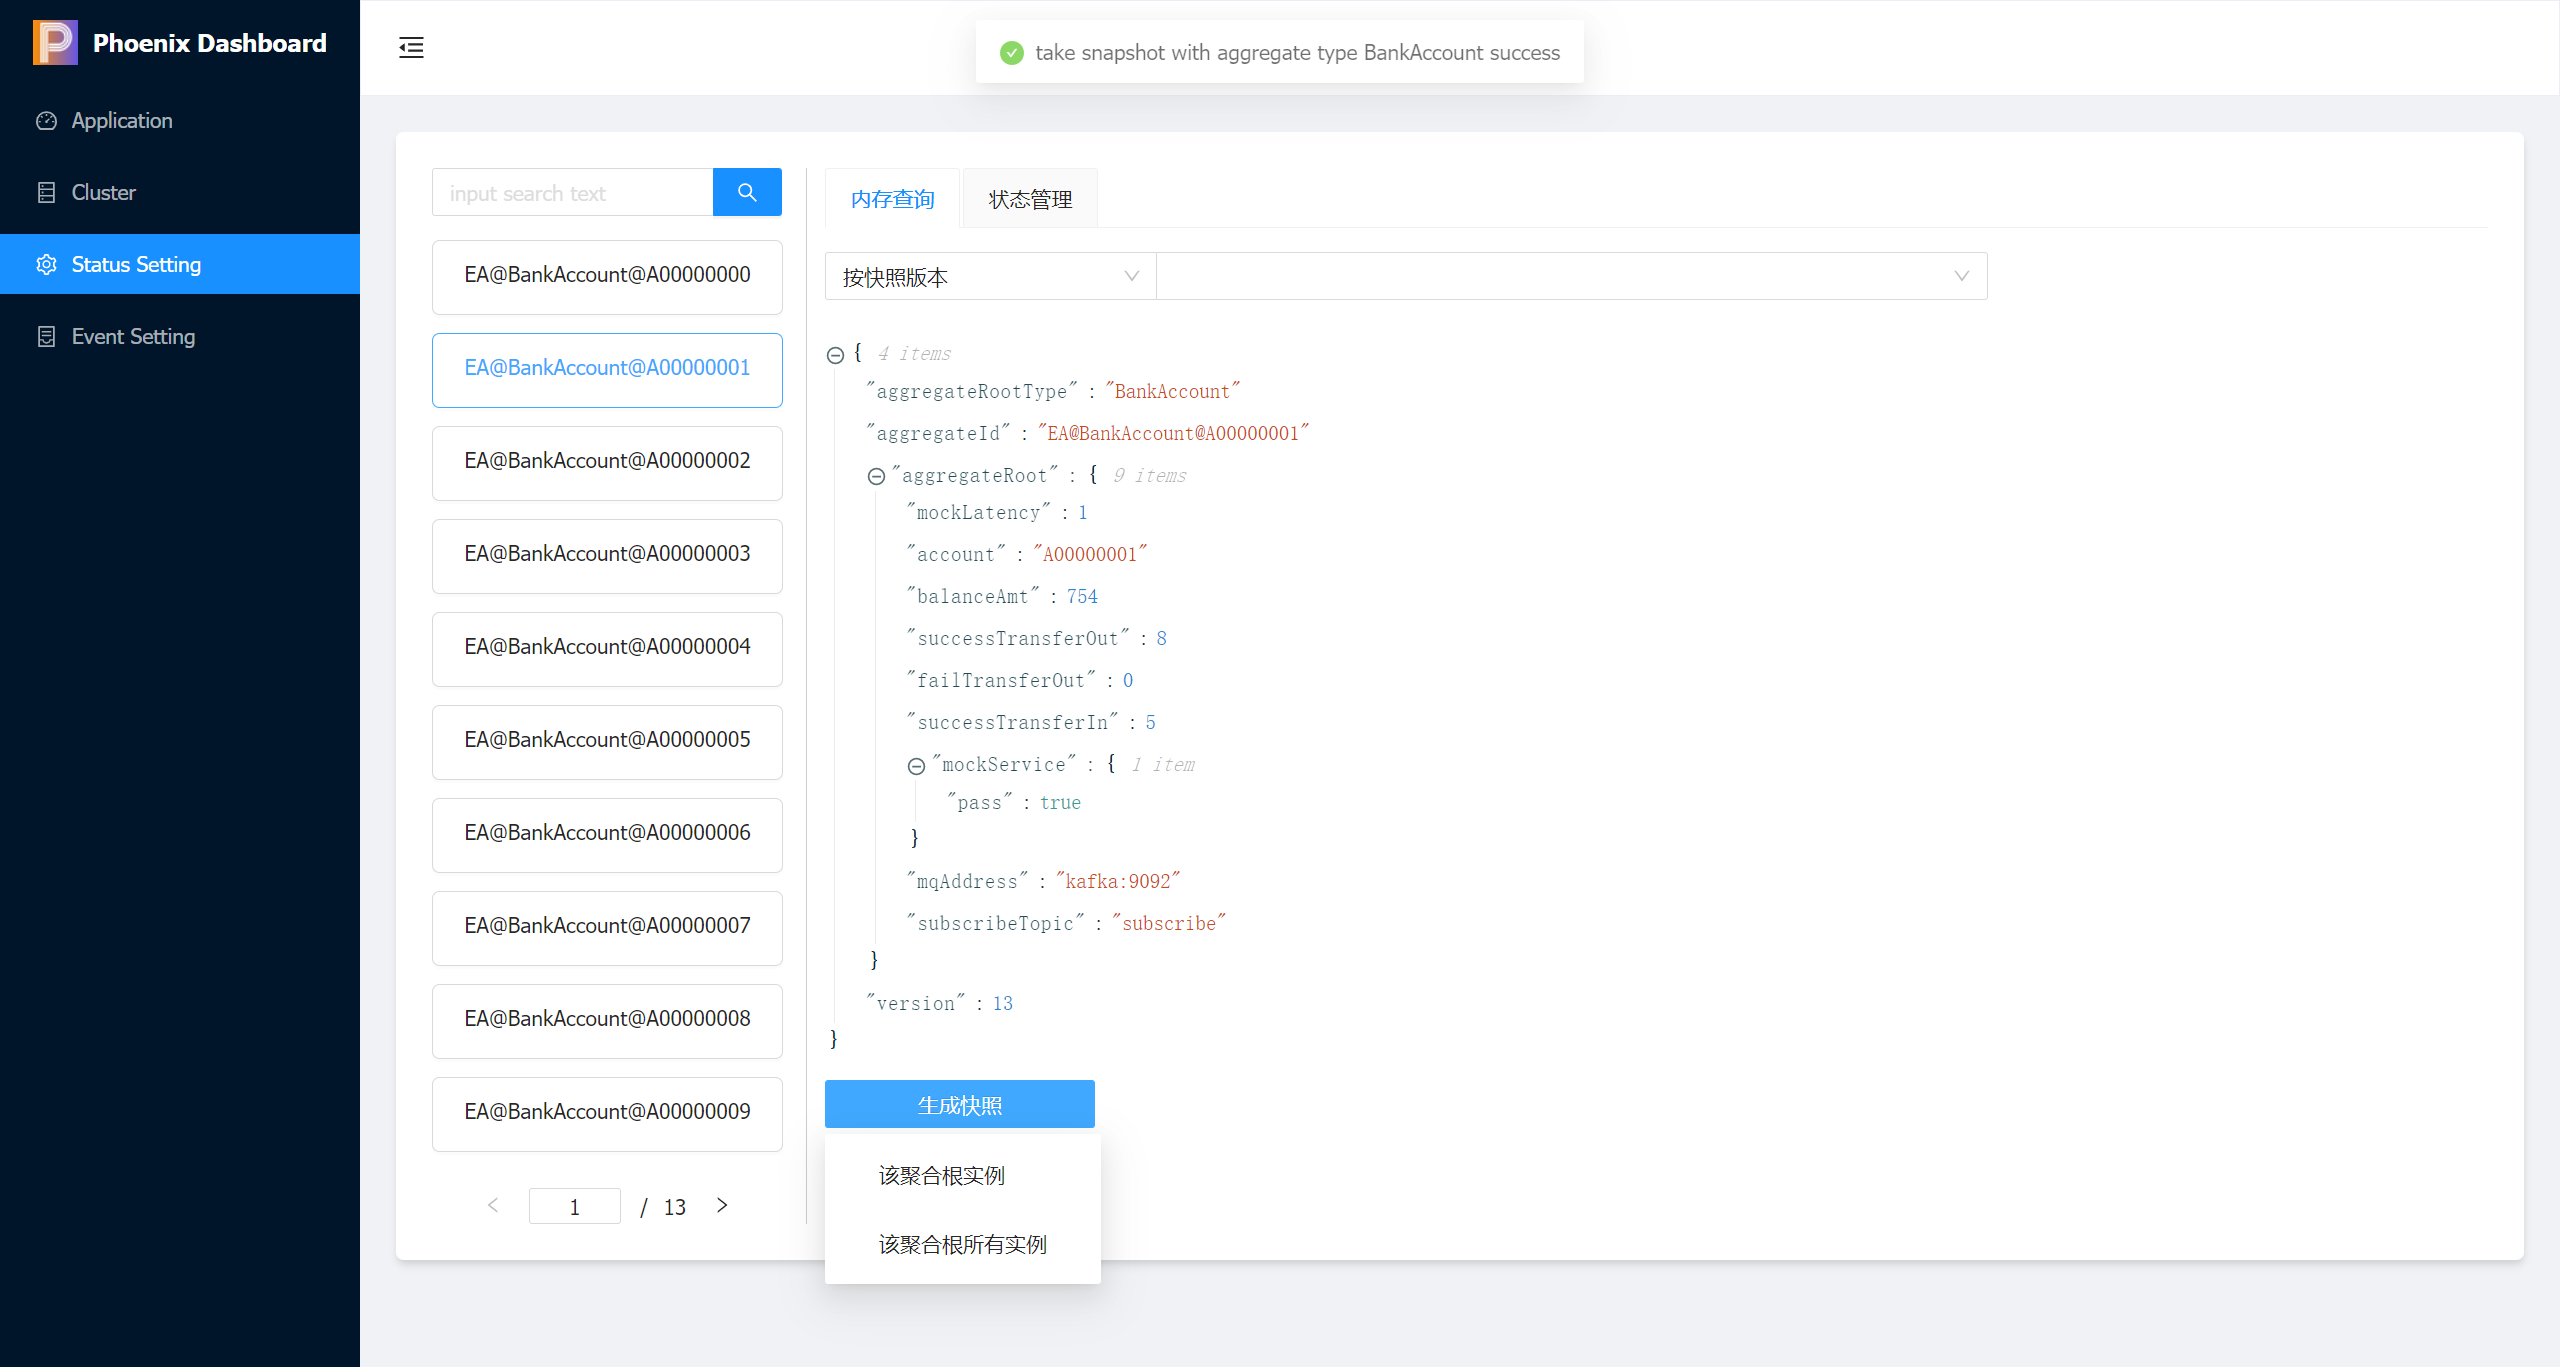 Phoenix Dashboard
Application
Cluster
Status Setting
Event Setting
take snapshot with aggregate type BankAccount success
input search text
EA@BankAccount@A00000000
EA@BankAccount@A00000001
EA@BankAccount@A00000002
EA@BankAccount@A00000003
EA@BankAccount@A00000004
EA@BankAccount@A00000005
EA@BankAccount@A00000006
EA@BankAccount@A00000007
EA@BankAccount@A00000008
EA@BankAccount@A00000009
1 / 13
内存查询 状态管理
按快照版本
{ 4 items
"aggregateRootType" : "BankAccount"
"aggregateId" : "EA@BankAccount@A00000001"
"aggregateRoot" : { 9 items
"mockLatency" : 1
"account" : "A00000001"
"balanceAmt" : 754
"successTransferOut" : 8
"failTransferOut" : 0
"successTransferIn" : 5
"mockService" : { 1 item
"pass" : true
}
"mqAddress" : "kafka:9092"
"subscribeTopic" : "subscribe"
}
"version" : 13
}
生成快照
该聚合根实例
该聚合根所有实例